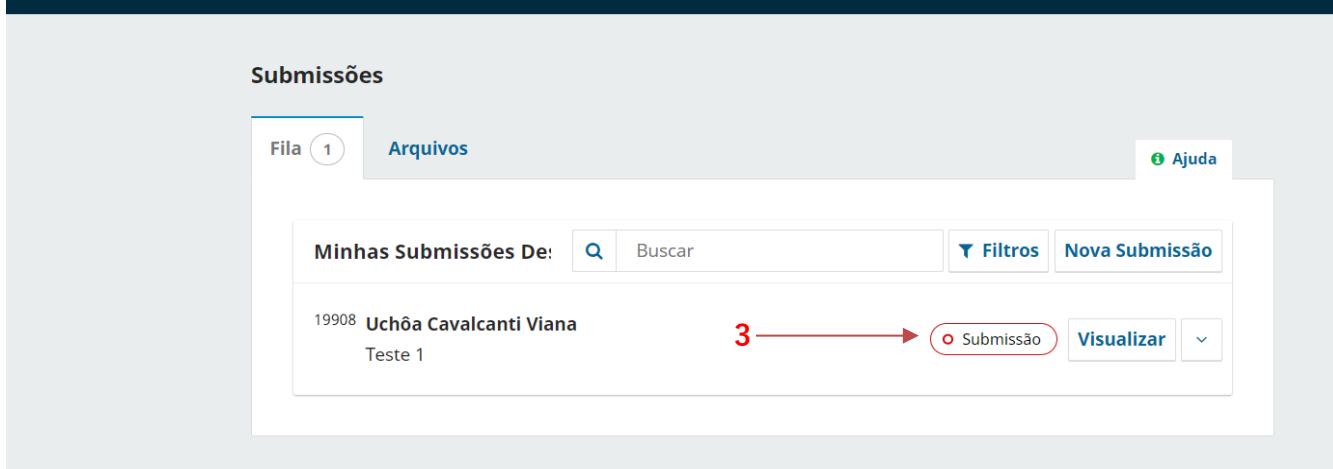 Submissões
Fila 1 Arquivos
Ajuda
Minhas Submissões De
Buscar
Filtros
Nova Submissão
19908 Uchôa Cavalcanti Viana
Teste 1
3
Submissão
Visualizar